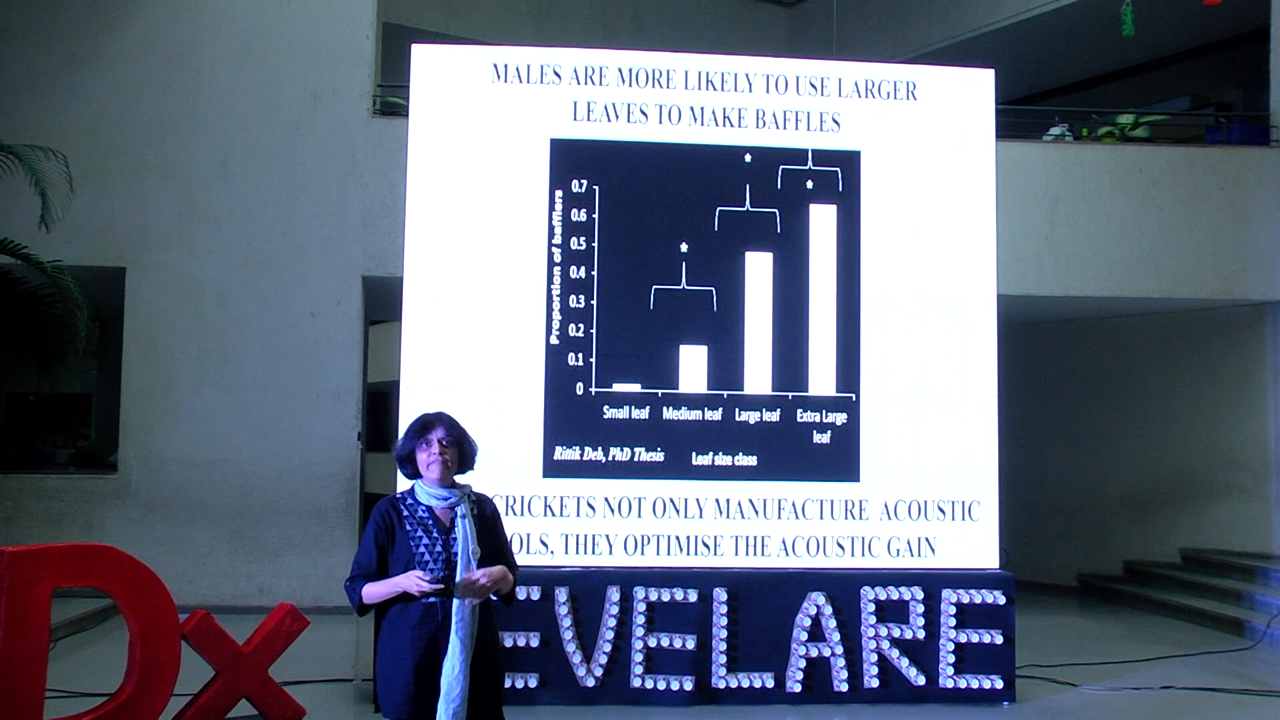 MALES ARE MORE LIKELY TO USE LARGER
LEAVES TO MAKE BAFFLES
Proportion of bafflers
0.7
0.6
0.5
0.4
0.3
0.2
0.1
0
* * *
Small leaf Medium leaf Large leaf Extra Large
leaf
Rittik Deb, PhD Thesis Leaf size class
CRICKETS NOT ONLY MANUFACTURE ACOUSTIC
OLS, THEY OPTIMISE THE ACOUSTIC GAIN
EVELARE
Dx